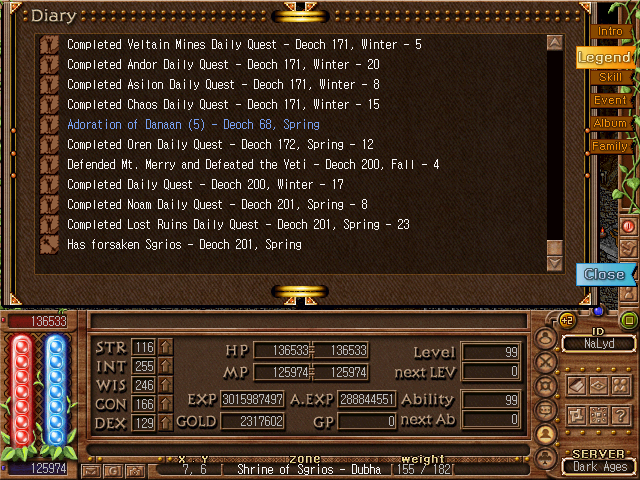 Diary
Intro
Legend
Skill
Event
Album
Family
Completed Veltain Mines Daily Quest - Deoch 171, Winter - 5
Completed Andor Daily Quest - Deoch 171, Winter - 20
Completed Asilon Daily Quest - Deoch 171, Winter - 8
Completed Chaos Daily Quest - Deoch 171, Winter - 15
Adoration of Danaan (5) - Deoch 68, Spring
Completed Oren Daily Quest - Deoch 172, Spring - 12
Defended Mt. Merry and Defeated the Yeti - Deoch 200, Fall - 4
Completed Daily Quest - Deoch 200, Winter - 17
Completed Noam Daily Quest - Deoch 201, Spring - 8
Completed Lost Ruins Daily Quest - Deoch 201, Spring - 23
Has forsaken Sgrios - Deoch 201, Spring
Close
136533
+2
ID
NaLyd
STR 116
INT 255
WIS 246
CON 166
DEX 129
HP 136533 136533
MP 125974 125974
EXP 3015987497 A.EXP 288844551
GOLD 2317602 GP 0
Level 99
next LEV 0
Ability 99
next Ab 0
x, y zone weight
125974
G
7, 6 [ Shrine of Sgrios - Dubha [155 / 182[
SERVER
Dark Ages
?